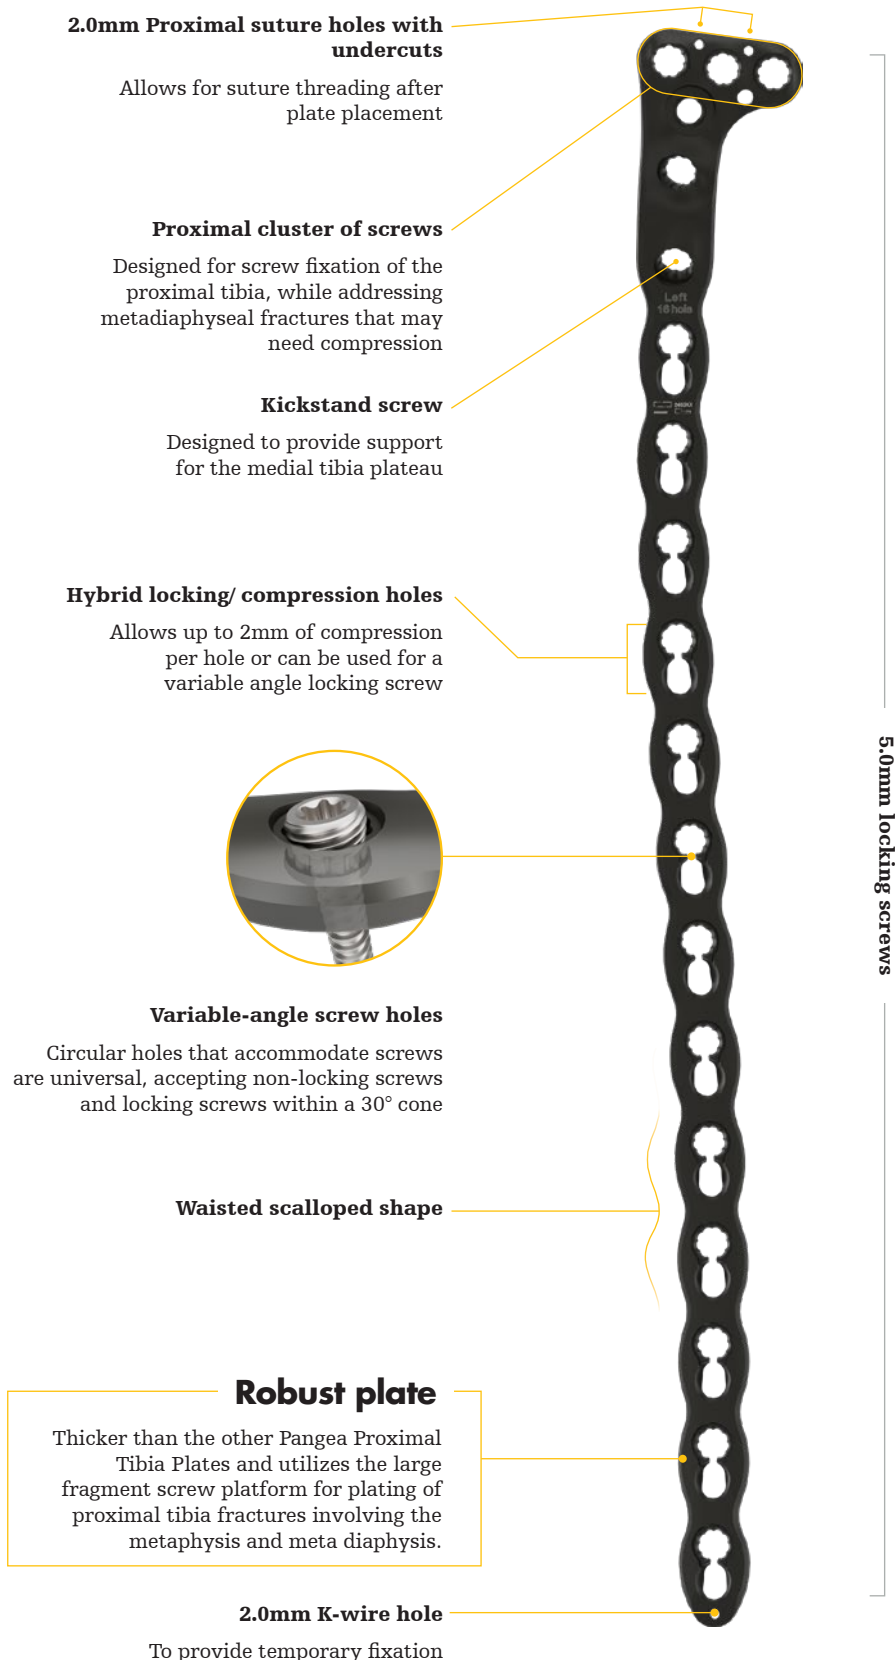 2.0mm Proximal suture holes with
undercuts
Allows for suture threading after
plate placement
Proximal cluster of screws
Designed for screw fixation of the
proximal tibia, while addressing
metadiaphyseal fractures that may
need compression
Left
16 hole
Kickstand screw
Designed to provide support
for the medial tibia plateau
Hybrid locking/ compression holes
Allows up to 2mm of compression
per hole or can be used for a
variable angle locking screw
5.0mm locking screws
Variable-angle screw holes
Circular holes that accommodate screws
are universal, accepting non-locking screws
and locking screws within a 30° cone
Waisted scalloped shape
Robust plate
Thicker than the other Pangea Proximal
Tibia Plates and utilizes the large
fragment screw platform for plating of
proximal tibia fractures involving the
metaphysis and meta diaphysis.
2.0mm K-wire hole
To provide temporary fixation